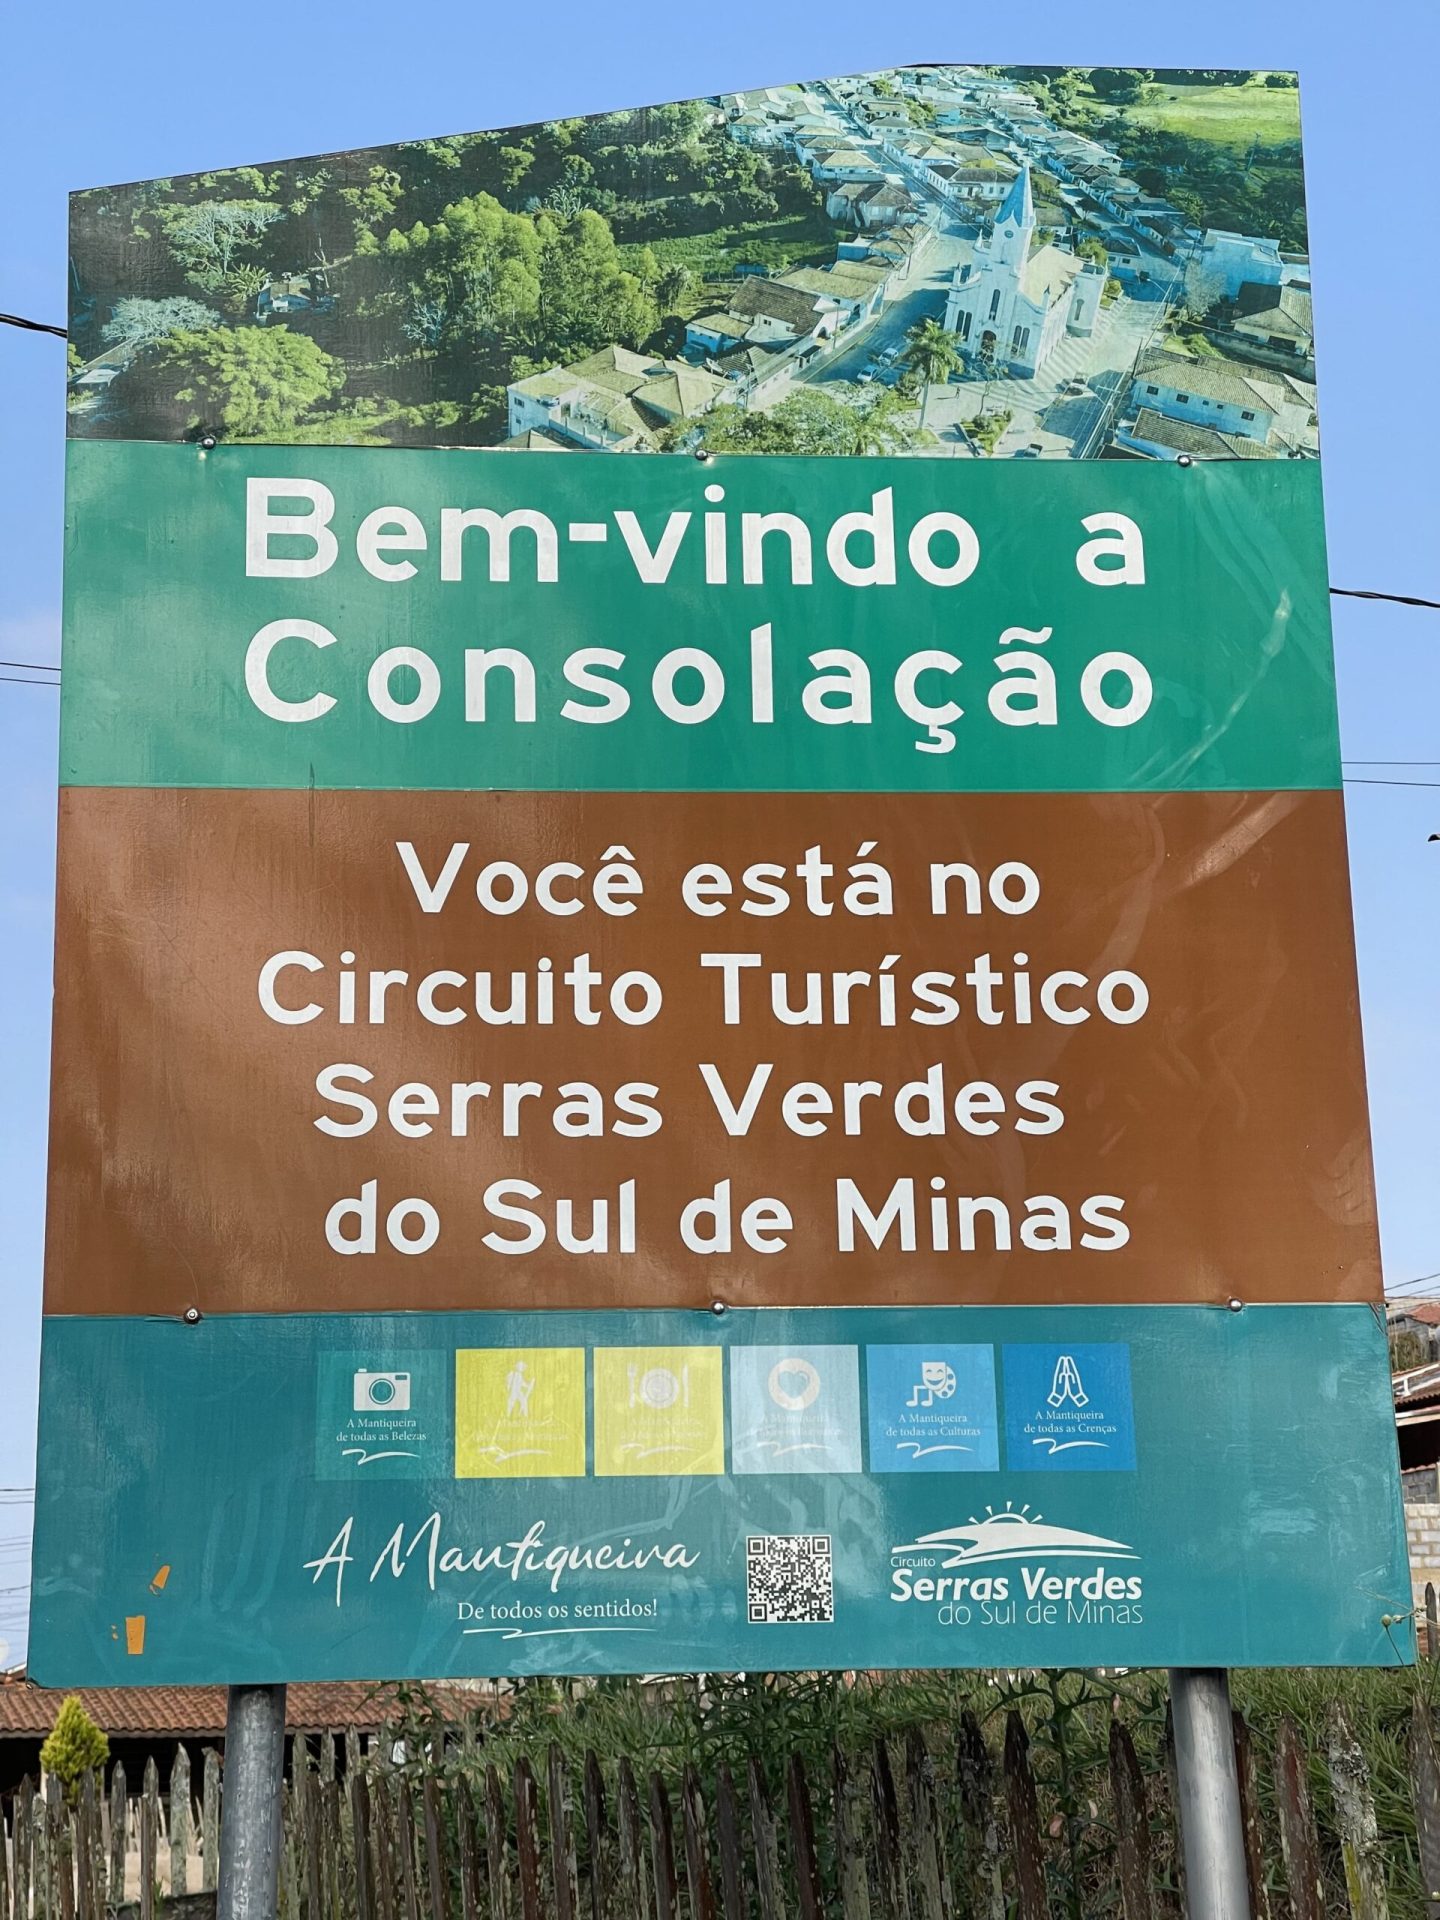 Bem-vindo a
Consolação
Você está no
Circuito Turístico
Serras Verdes
do Sul de Minas
A Mantiqueira
de todas as Belezas
A Mantiqueira
de todas as Culturas
A Mantiqueira
de todas as Crenças
A Mantiqueira
De todos os sentidos!
Circuito
Serras Verdes
do Sul de Minas